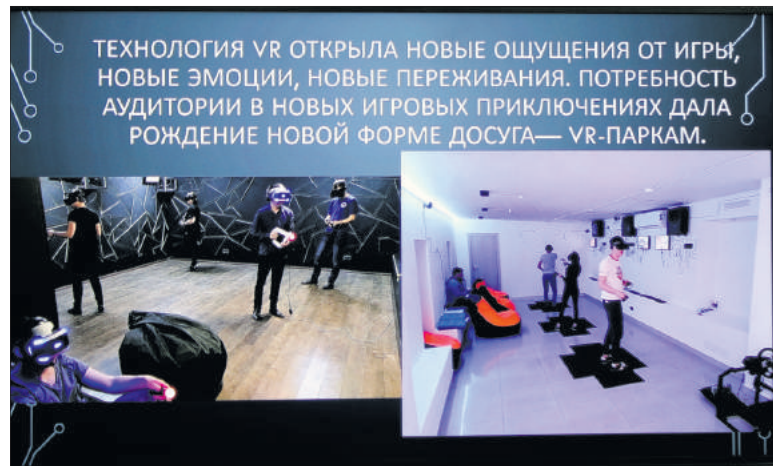 ТЕХНОЛОГИЯ VR ОТКРЫЛА НОВЫЕ ОЩУЩЕНИЯ ОТ ИГРЫ,
НОВЫЕ ЭМОЦИИ, НОВЫЕ ПЕРЕЖИВАНИЯ. ПОТРЕБНОСТЬ
АУДИТОРИИ В НОВЫХ ИГРОВЫХ ПРИКЛЮЧЕНИЯХ ДАЛА
РОЖДЕНИЕ НОВОЙ ФОРМЕ ДОСУГА— VR-ПАРКАМ.